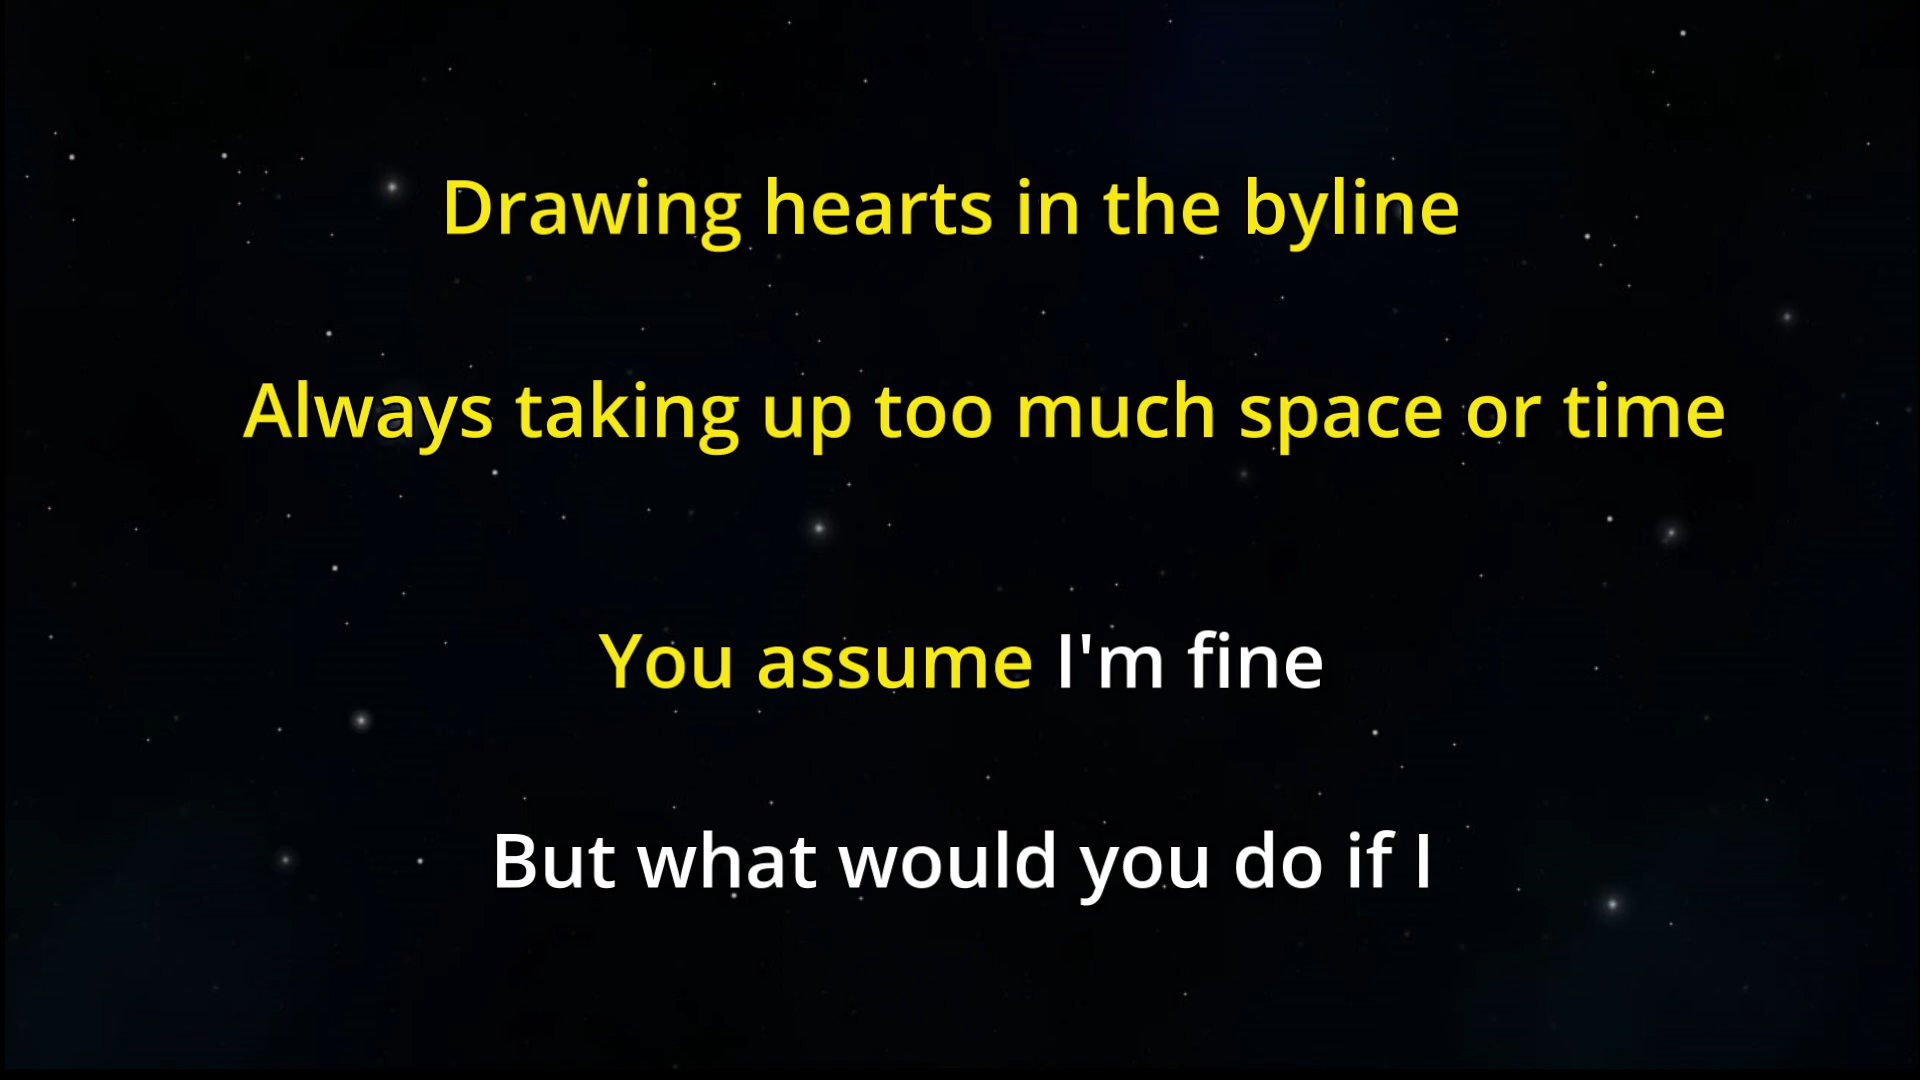 Drawing hearts in the byline
Always taking up too much space or time
You assume I'm fine
But what would you do if I